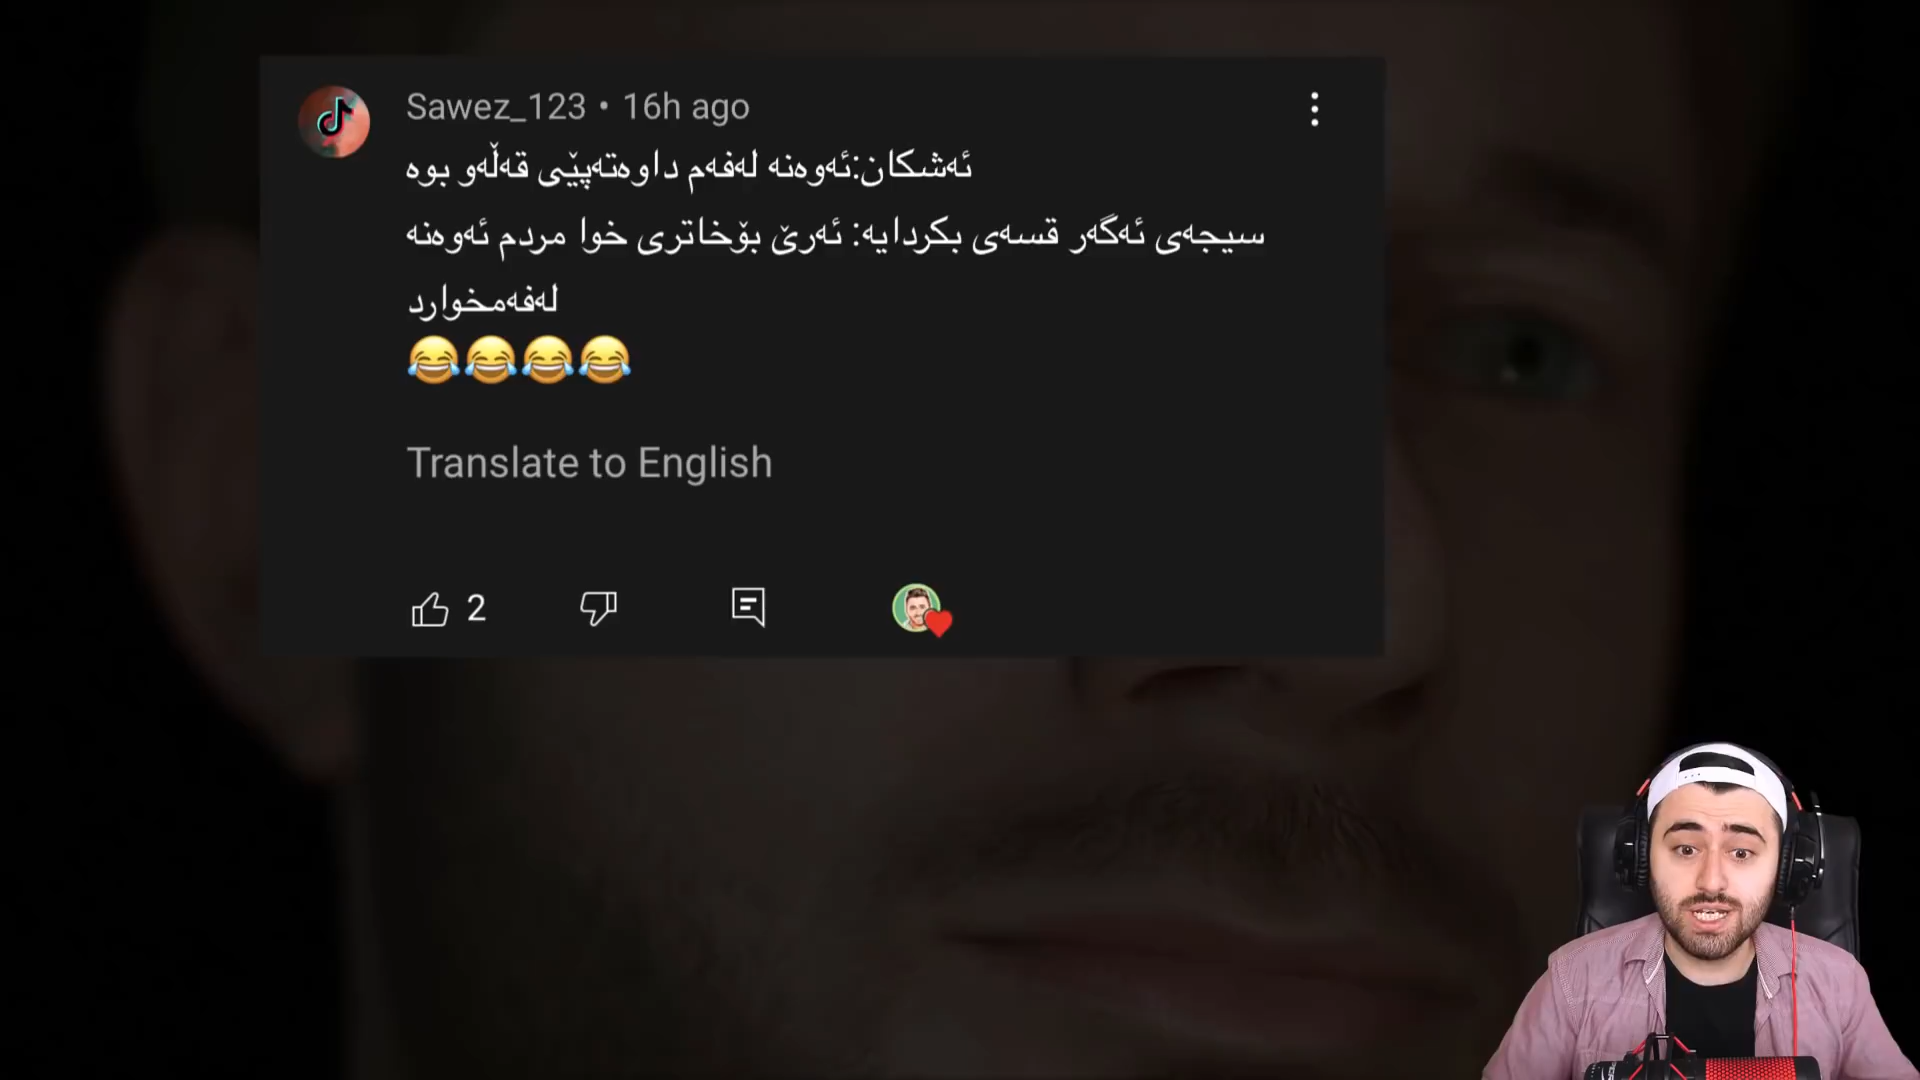 Sawez_123 • 16h ago
ئەشکان:ئەوەنە لەفەم داوەتەپێی قەڵەو بوە
سیجەی ئەگەر قسەی بکردایە: ئەرێ بۆخاتری خوا مردم ئەوەنە
لەفەمخوارد
😂😂😂😂
Translate to English
2